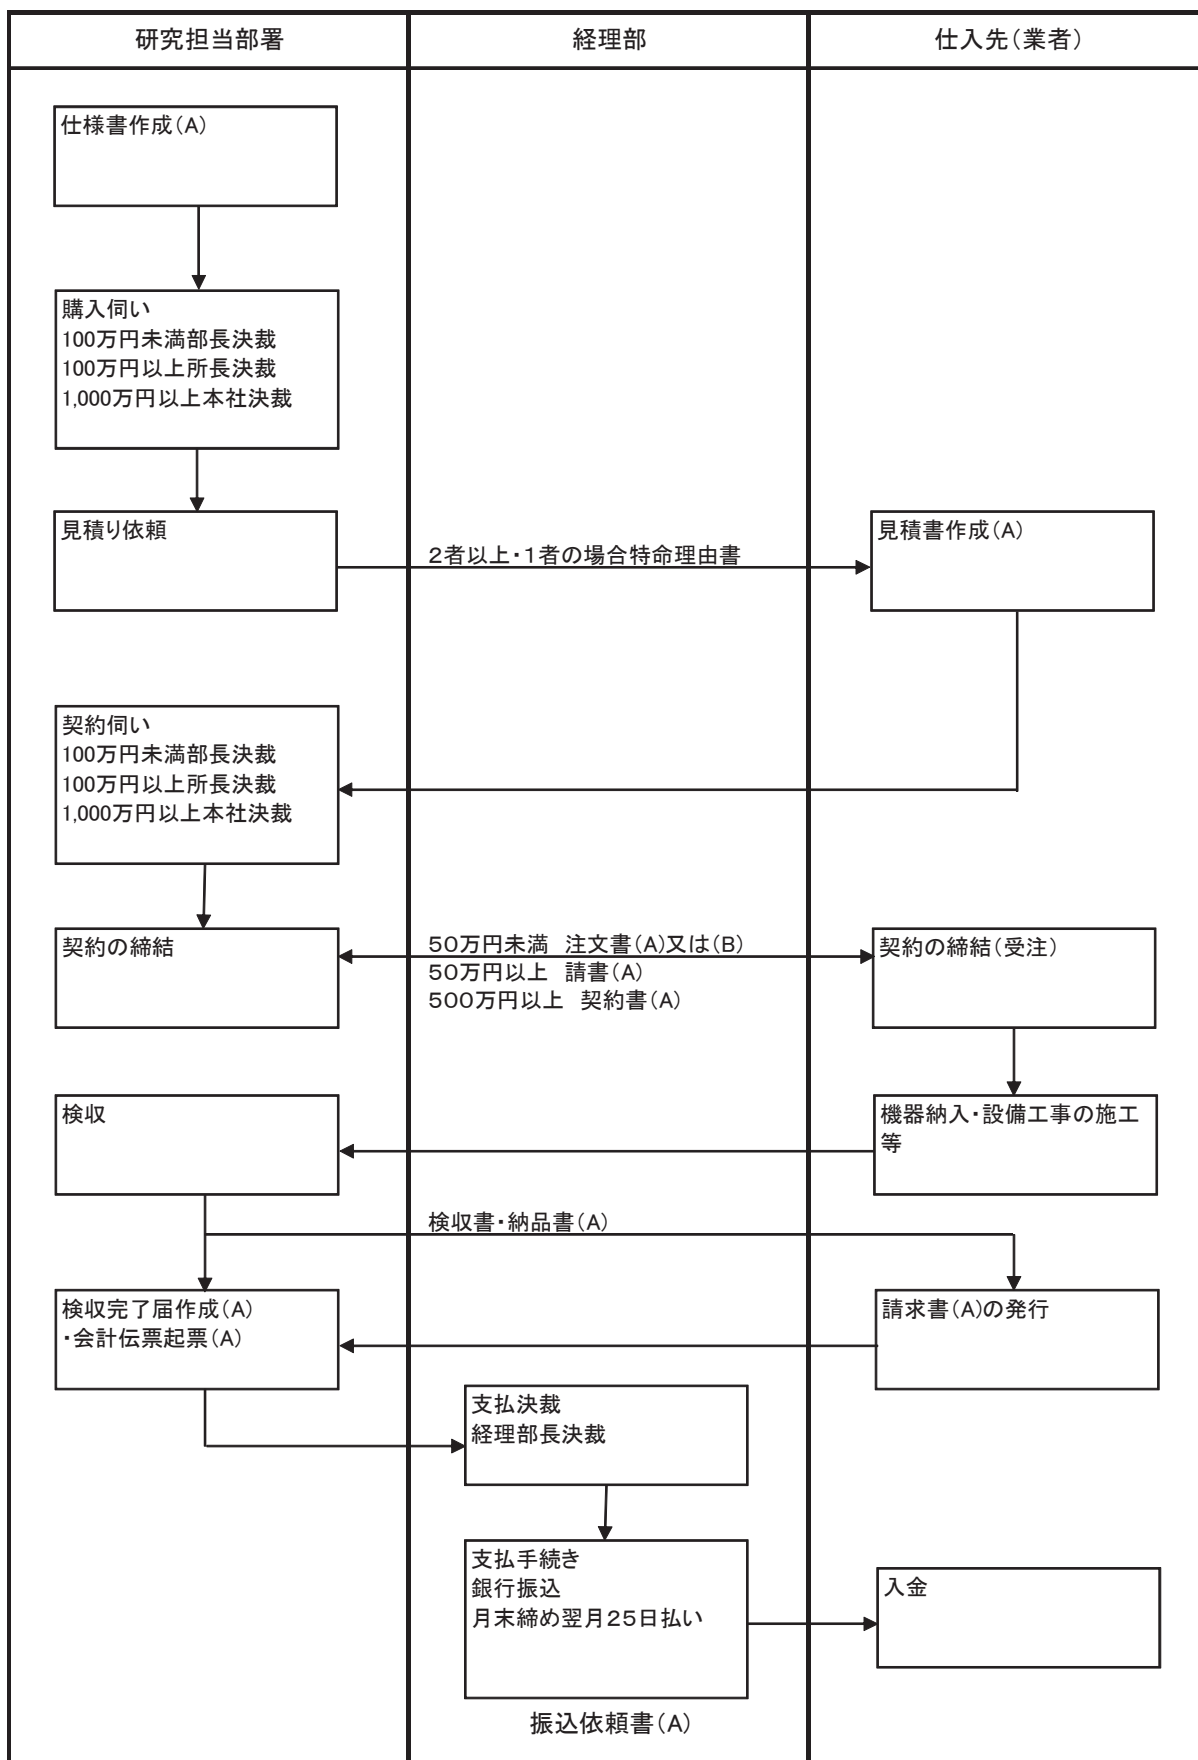 研究担当部署
経理部
仕入先(業者)
仕様書作成(A)
購入伺い
100万円未満部長決裁
100万円以上所長決裁
1,000万円以上本社決裁
見積り依頼
2者以上・1者の場合特命理由書
見積書作成(A)
契約伺い
100万円未満部長決裁
100万円以上所長決裁
1,000万円以上本社決裁
契約の締結
50万円未満 注文書(A)又は(B)
50万円以上 請書(A)
500万円以上 契約書(A)
契約の締結(受注)
検収
機器納入・設備工事の施工
等
検収書・納品書(A)
検収完了届作成(A)
・会計伝票起票(A)
請求書(A)の発行
支払決裁
経理部長決裁
支払手続き
銀行振込
月末締め翌月25日払い
入金
振込依頼書(A)